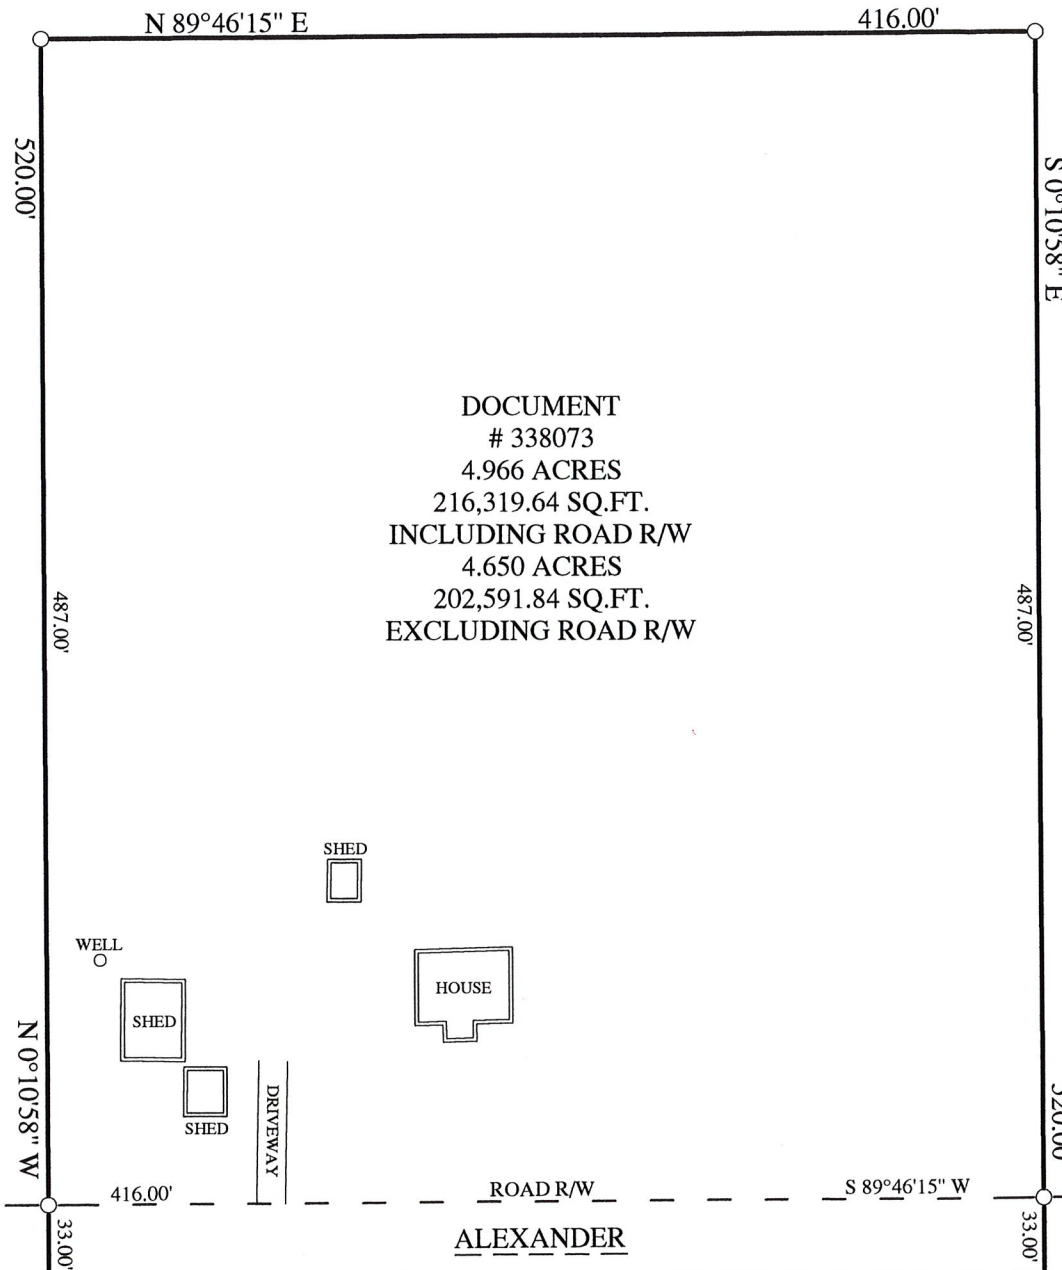 N 89°46'15" E
416.00'
520.00'
S 0°10'58" E
DOCUMENT
# 338073
4.966 ACRES
216,319.64 SQ.FT.
INCLUDING ROAD R/W
4.650 ACRES
202,591.84 SQ.FT.
EXCLUDING ROAD R/W
487.00'
487.00'
SHED
WELL
HOUSE
SHED
N 0°10'58" W
DRIVEWAY
SHED
520.00'
416.00'
ROAD R/W
S 89°46'15" W
33.00'
ALEXANDER
33.00'